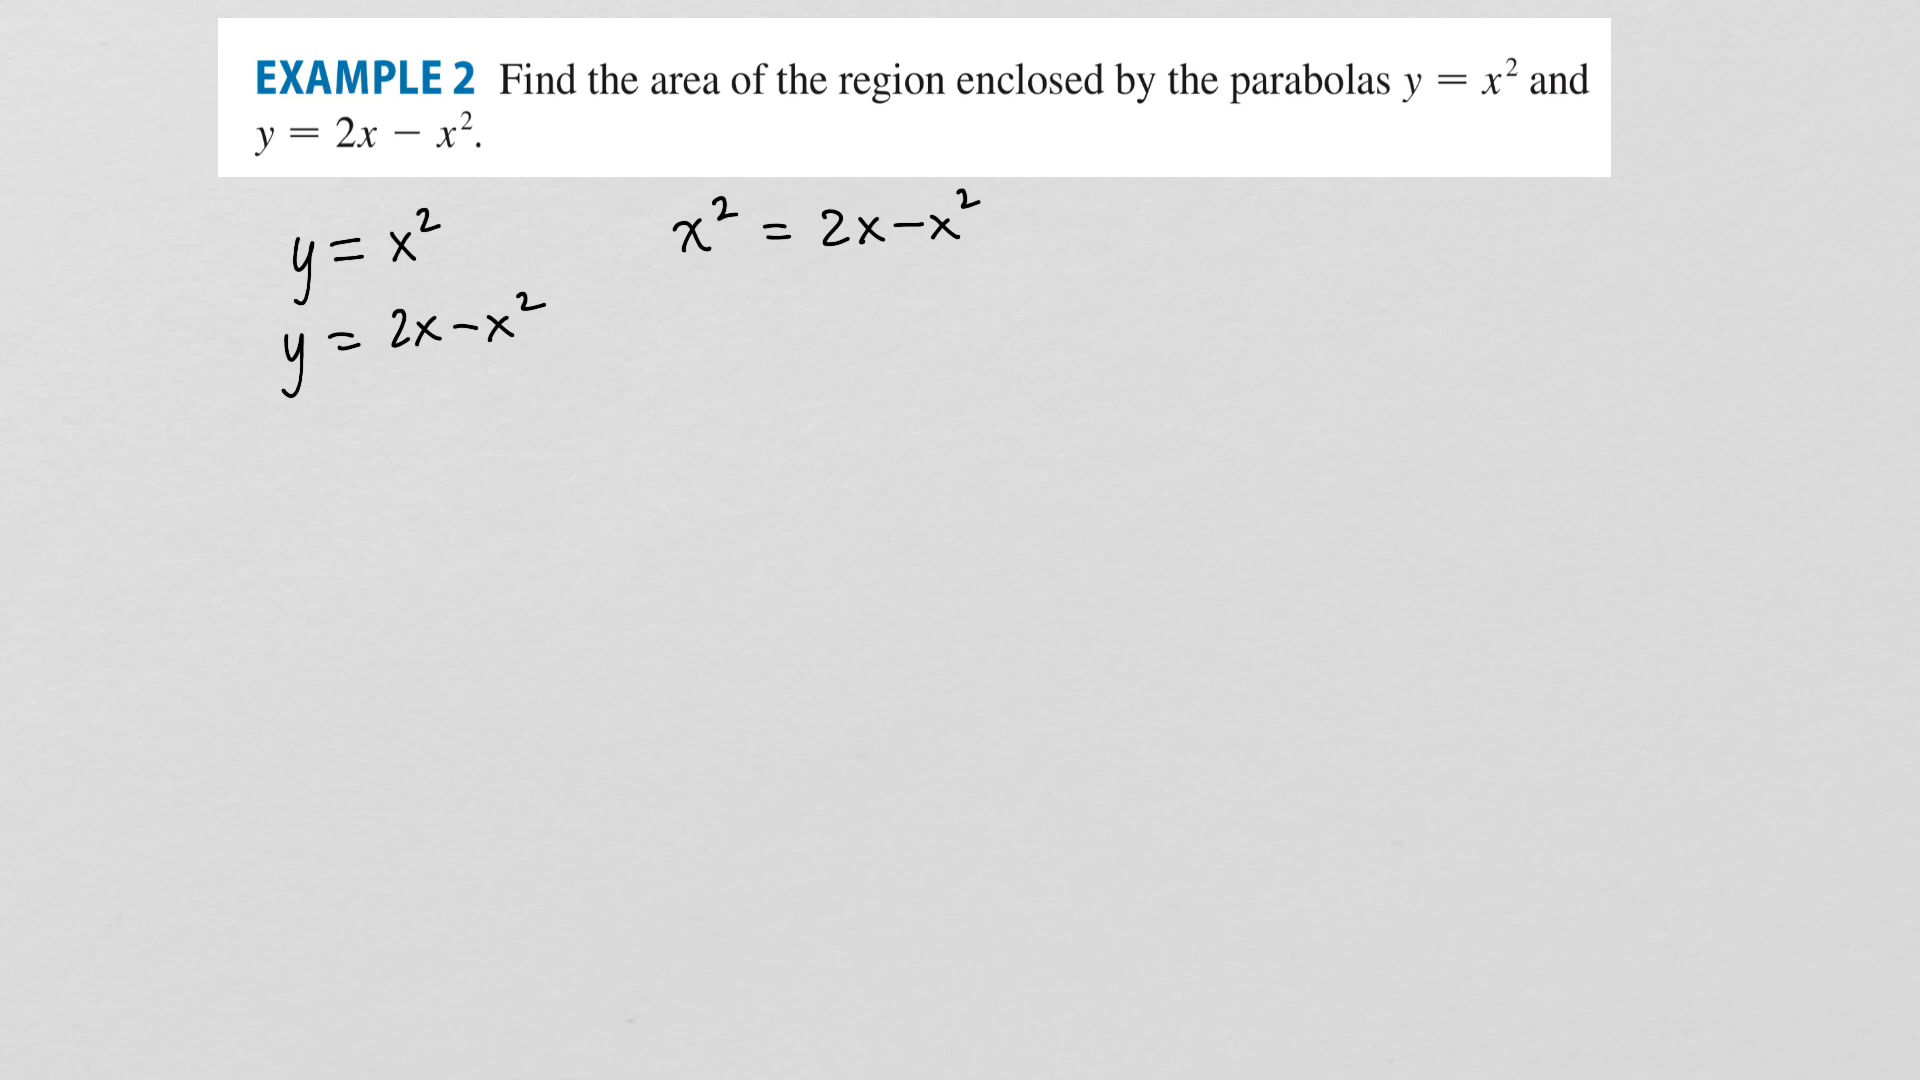 EXAMPLE 2 Find the area of the region enclosed by the parabolas y = x² and
y = 2x − x².
y = x²
x² = 2x-x²
y = 2x-x²